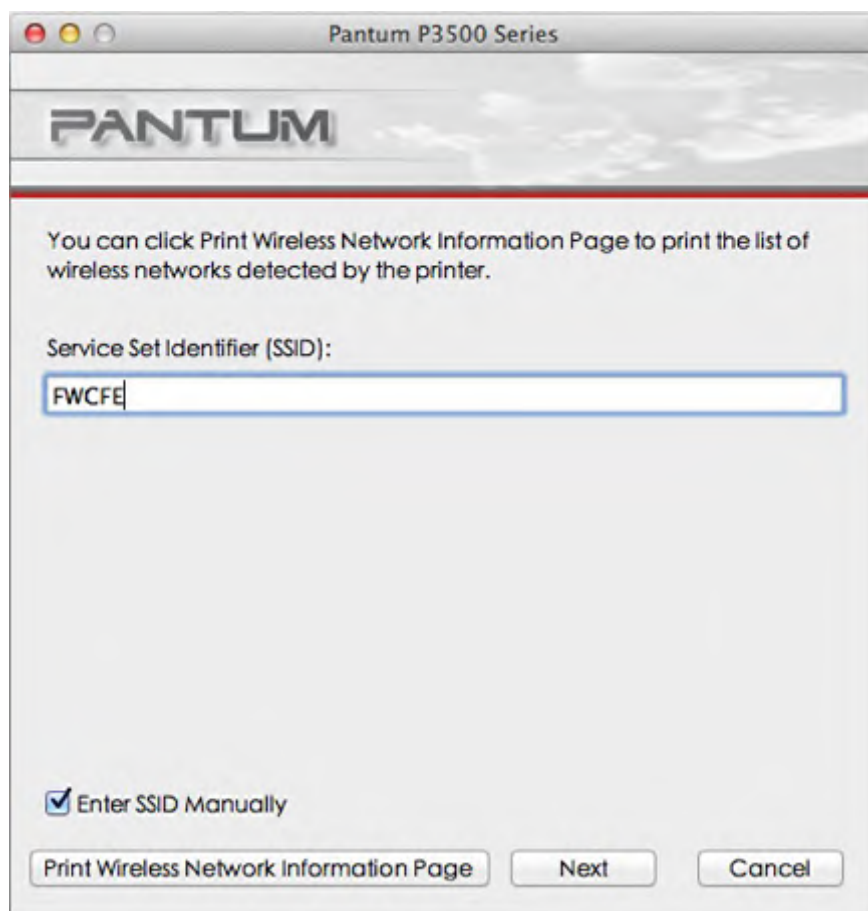 Pantum P3500 Series
PANTUM
You can click Print Wireless Network Information Page to print the list of
wireless networks detected by the printer.
Service Set Identifier (SSID):
FWCFE
Enter SSID Manually
Print Wireless Network Information Page Next Cancel